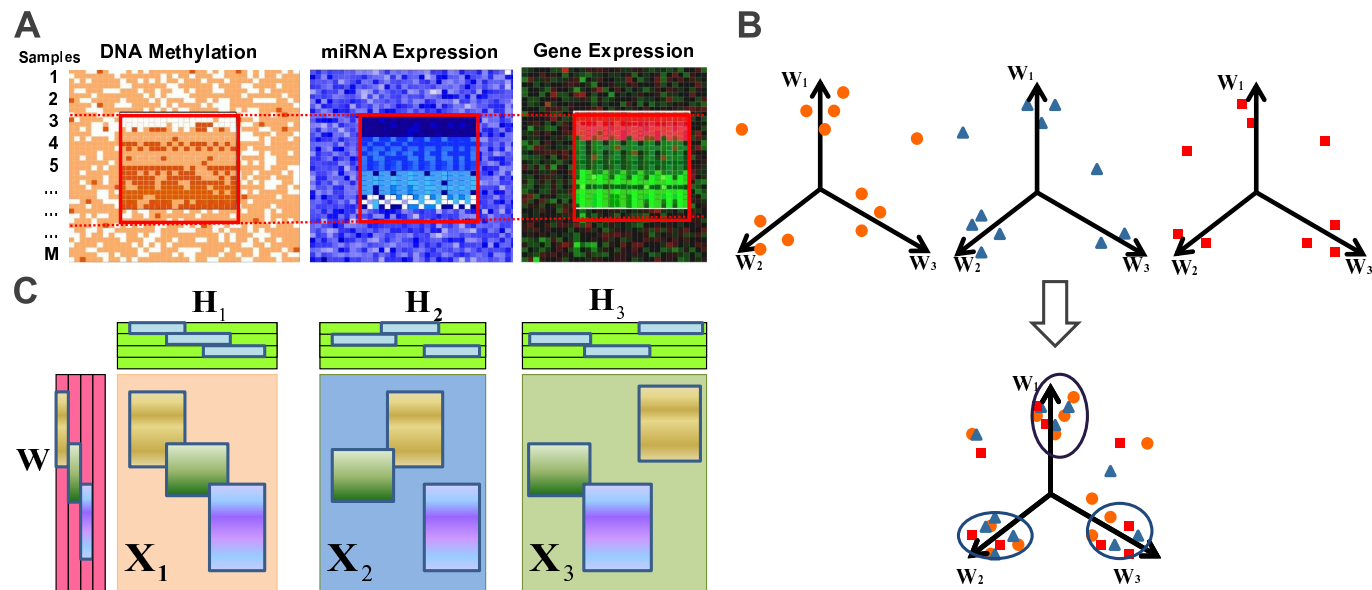 A
DNA Methylation
miRNA Expression
Gene Expression
Samples
1
2
3
4
5
...
...
...
M
B
W1
W2
W3
W1
W2
W3
W1
W2
W3
W1
W2
W3
C
H1
H2
H3
W
X1
X2
X3